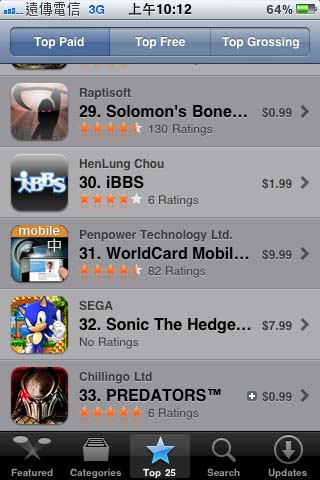 遠傳電信 3G 上午10:12 64%
Top Paid Top Free Top Grossing
Raptisoft
29. Solomon's Bone... $0.99
130 Ratings
HenLung Chou
30. iBBS $1.99
iBBS
6 Ratings
Penpower Technology Ltd.
mobile
中
31. WorldCard Mobil... $9.99
82 Ratings
SEGA
32. Sonic The Hedge... $7.99
No Ratings
Chillingo Ltd
33. PREDATORS™ $0.99
6 Ratings
Featured Categories Top 25 Search Updates